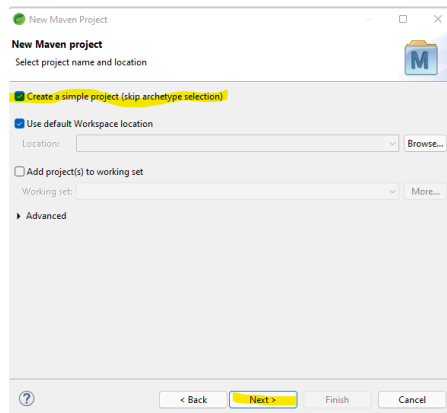 New Maven Project
New Maven project
Select project name and location
M
Create a simple project (skip archetype selection)
Use default Workspace location
Location:
Browse...
Add project(s) to working set
Working set:
More...
Advanced
?
< Back
Next >
Finish
Cancel